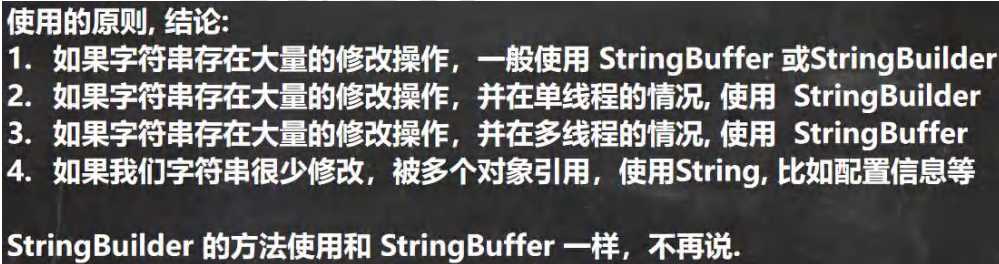 使用的原则, 结论:
1. 如果字符串存在大量的修改操作，一般使用 StringBuffer 或StringBuilder
2. 如果字符串存在大量的修改操作，并在单线程的情况, 使用 StringBuilder
3. 如果字符串存在大量的修改操作，并在多线程的情况, 使用 StringBuffer
4. 如果我们字符串很少修改，被多个对象引用，使用String, 比如配置信息等
StringBuilder 的方法使用和 StringBuffer 一样，不再说.